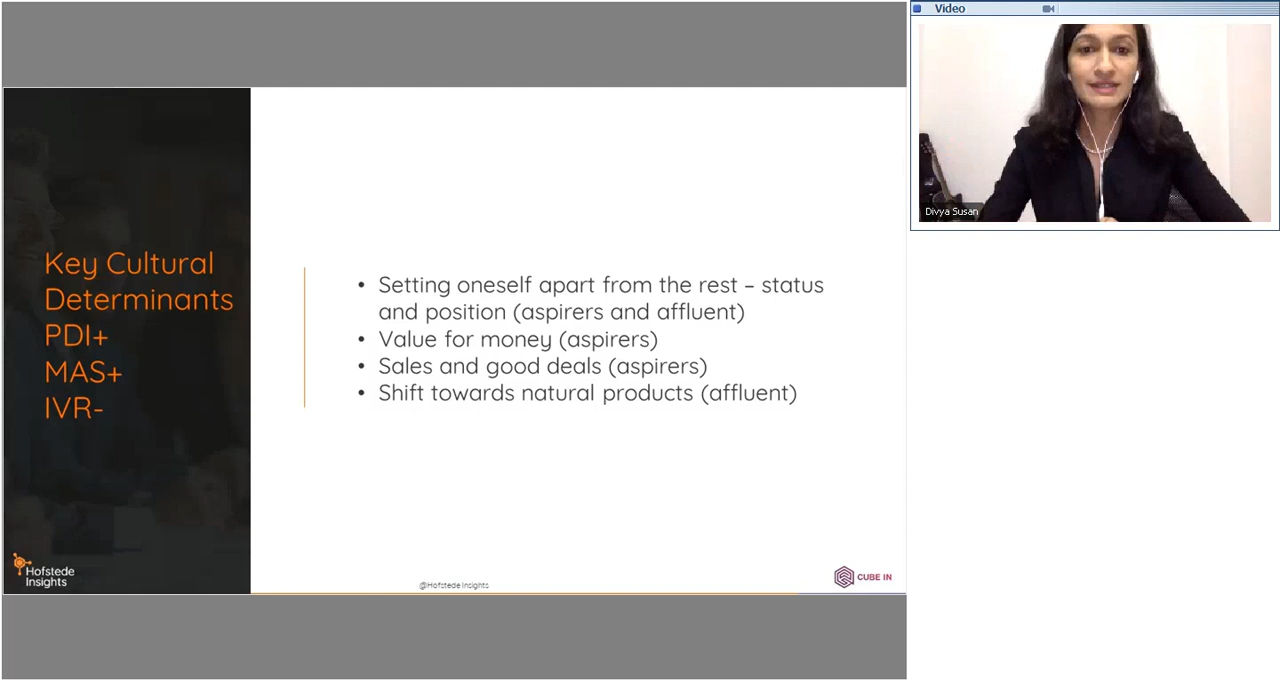 Key Cultural
Determinants
PDI+
MAS+
IVR-
• Setting oneself apart from the rest – status
and position (aspirers and affluent)
• Value for money (aspirers)
• Sales and good deals (aspirers)
• Shift towards natural products (affluent)
Hofstede
Insights
@Hofstede Insights
CUBE IN
Video
Divya Susan